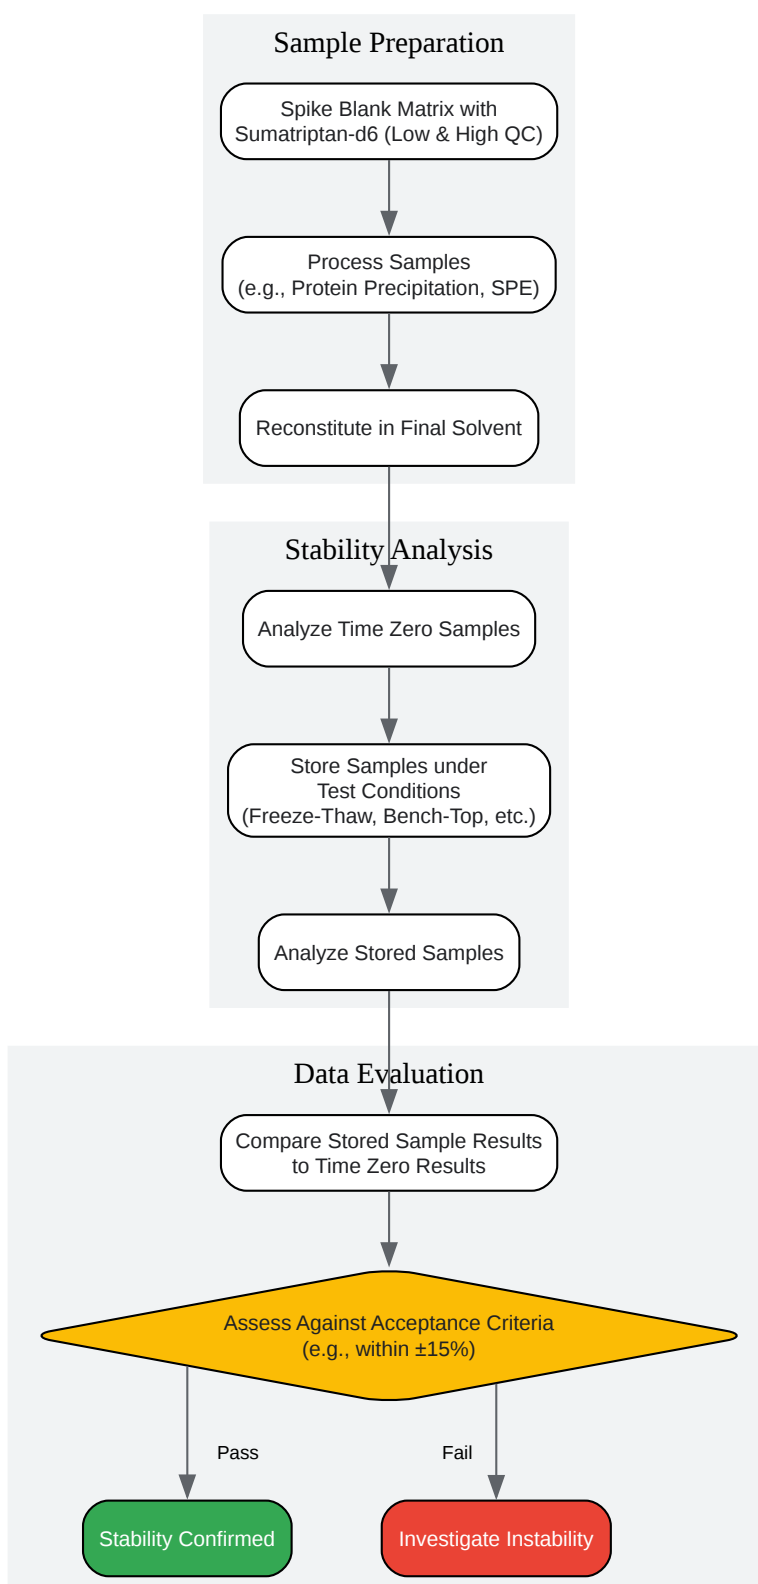 Sample Preparation
Spike Blank Matrix with
Sumatriptan-d6 (Low & High QC)
Process Samples
(e.g., Protein Precipitation, SPE)
Reconstitute in Final Solvent
Stability Analysis
Analyze Time Zero Samples
Store Samples under
Test Conditions
(Freeze-Thaw, Bench-Top, etc.)
Analyze Stored Samples
Data Evaluation
Compare Stored Sample Results
to Time Zero Results
Assess Against Acceptance Criteria
(e.g., within ±15%)
Pass
Fail
Stability Confirmed
Investigate Instability